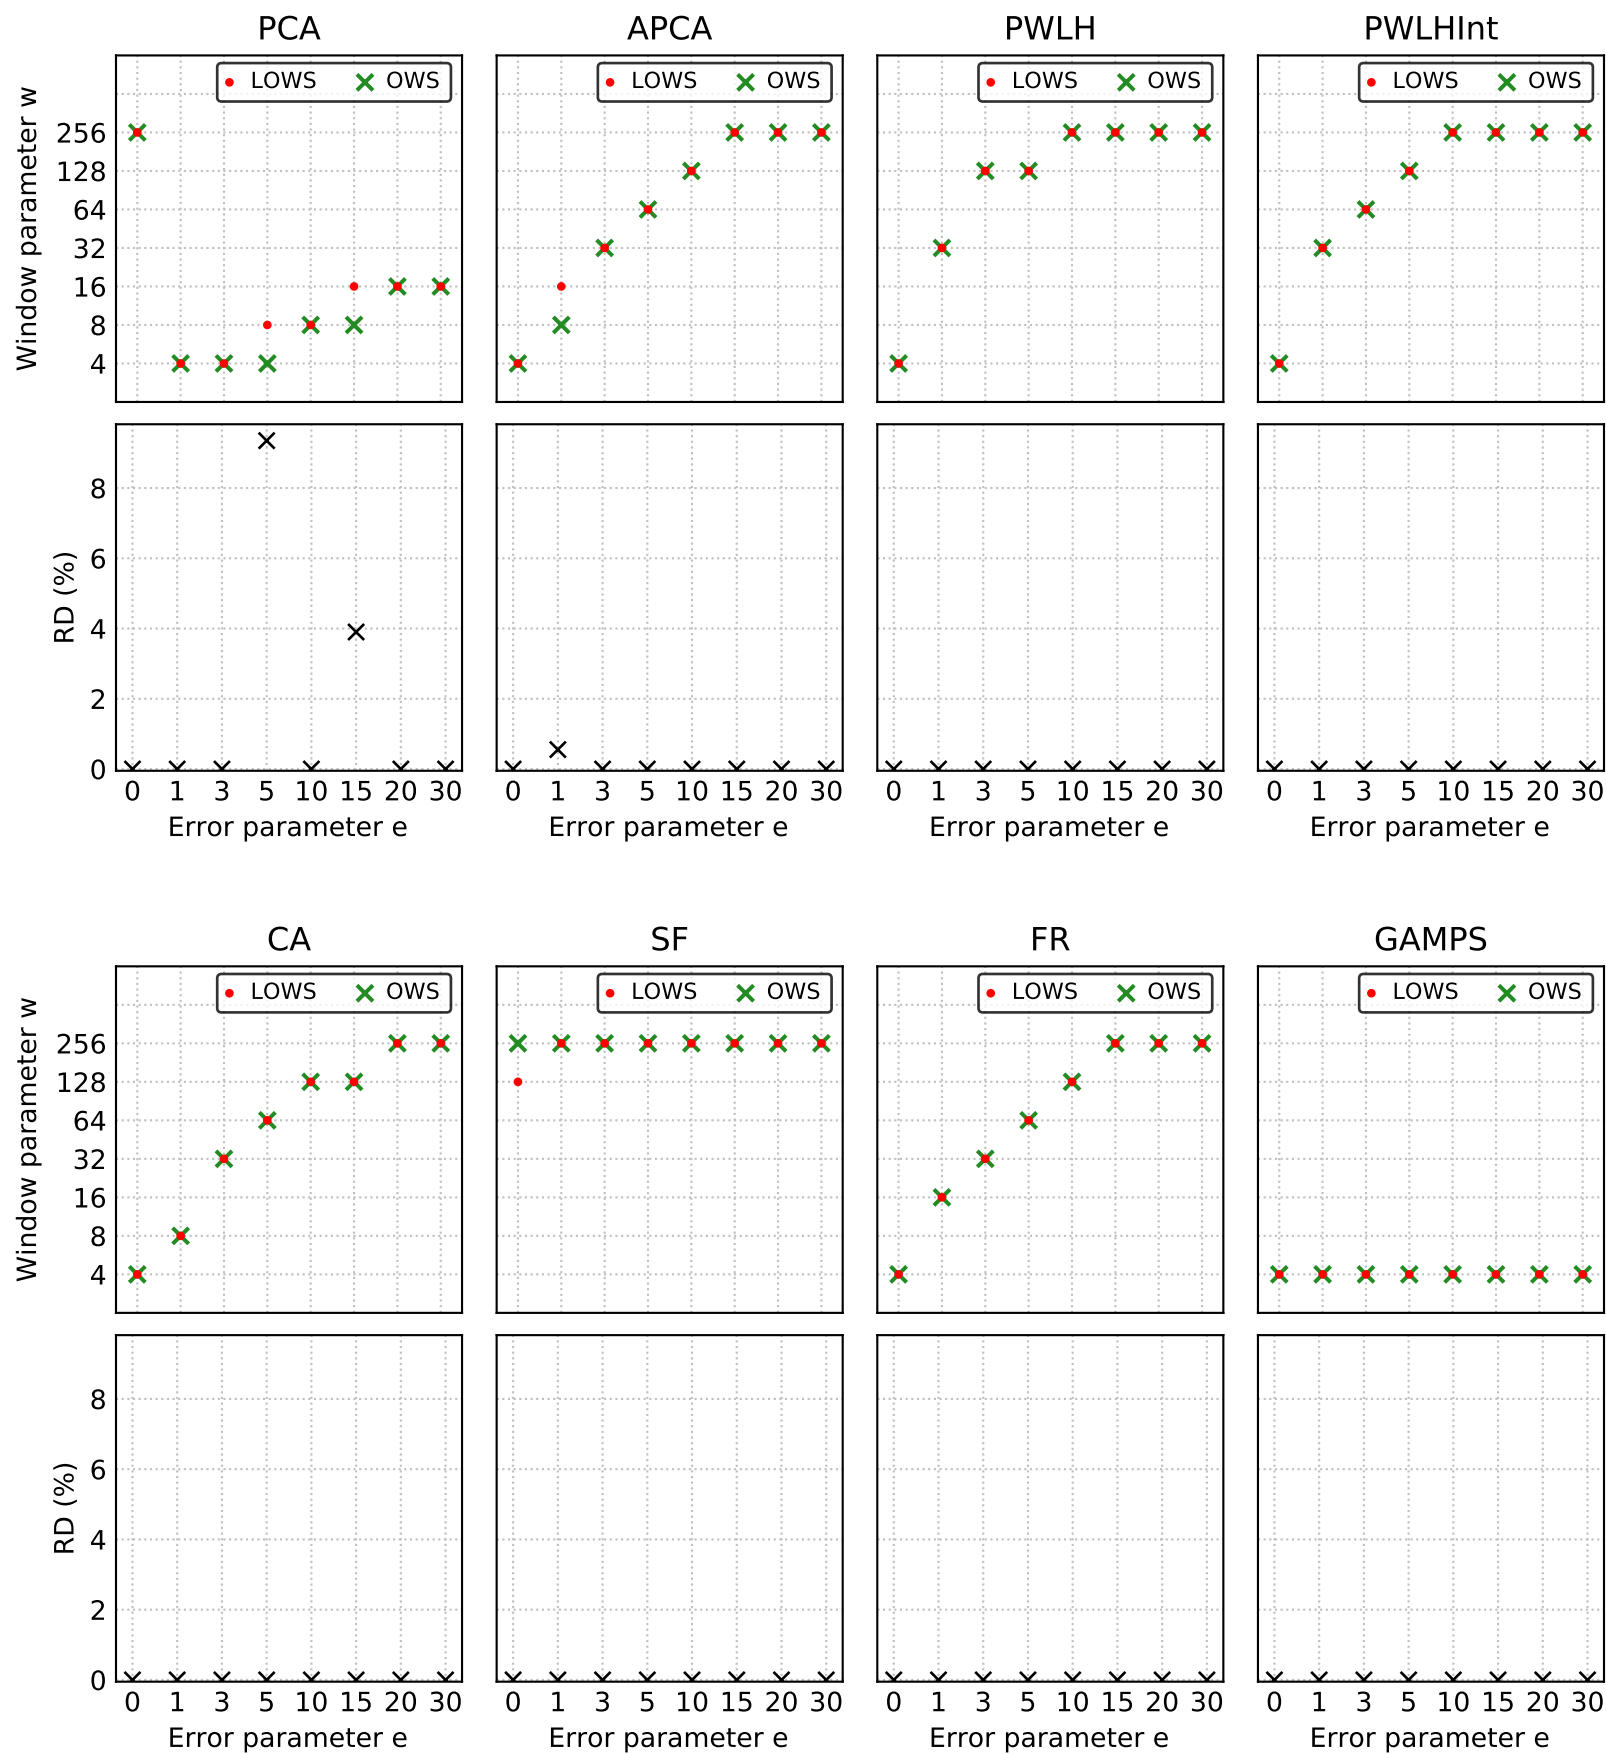 PCA APCA PWLH PWLHInt
LOWS OWS LOWS OWS LOWS OWS LOWS OWS
Window parameter w
256
128
64
32
16
8
4
RD (%)
8
6
4
2
0
0 1 3 5 10 15 20 30 0 1 3 5 10 15 20 30 0 1 3 5 10 15 20 30 0 1 3 5 10 15 20 30
Error parameter e Error parameter e Error parameter e Error parameter e
CA SF FR GAMPS
LOWS OWS LOWS OWS LOWS OWS LOWS OWS
Window parameter w
256
128
64
32
16
8
4
RD (%)
8
6
4
2
0
0 1 3 5 10 15 20 30 0 1 3 5 10 15 20 30 0 1 3 5 10 15 20 30 0 1 3 5 10 15 20 30
Error parameter e Error parameter e Error parameter e Error parameter e